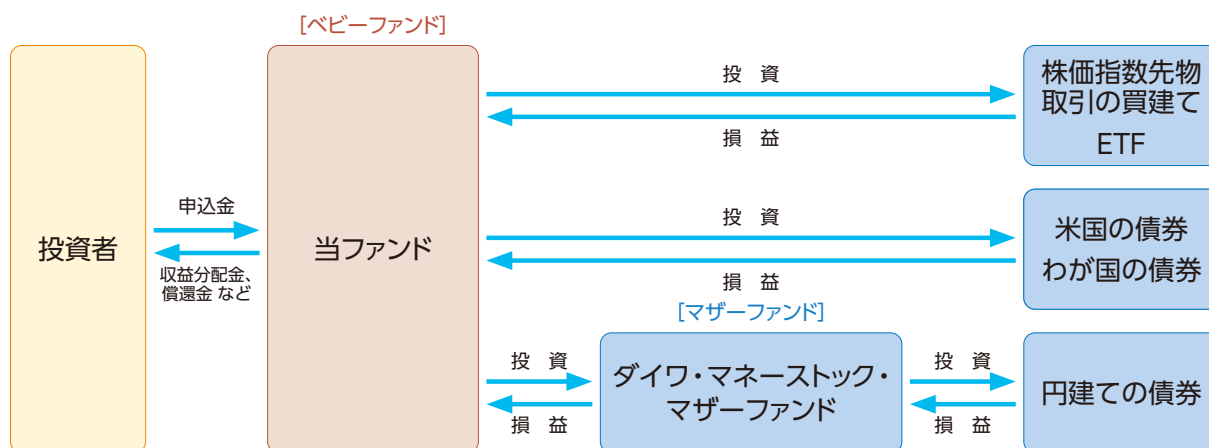 [ベビーファンド]
投資者
申込金
収益分配金、
償還金 など
当ファンド
投 資
損 益
株価指数先物
取引の買建て
ETF
投 資
損 益
米国の債券
わが国の債券
[マザーファンド]
投 資
損 益
ダイワ・マネーストック・
マザーファンド
投 資
損 益
円建ての債券